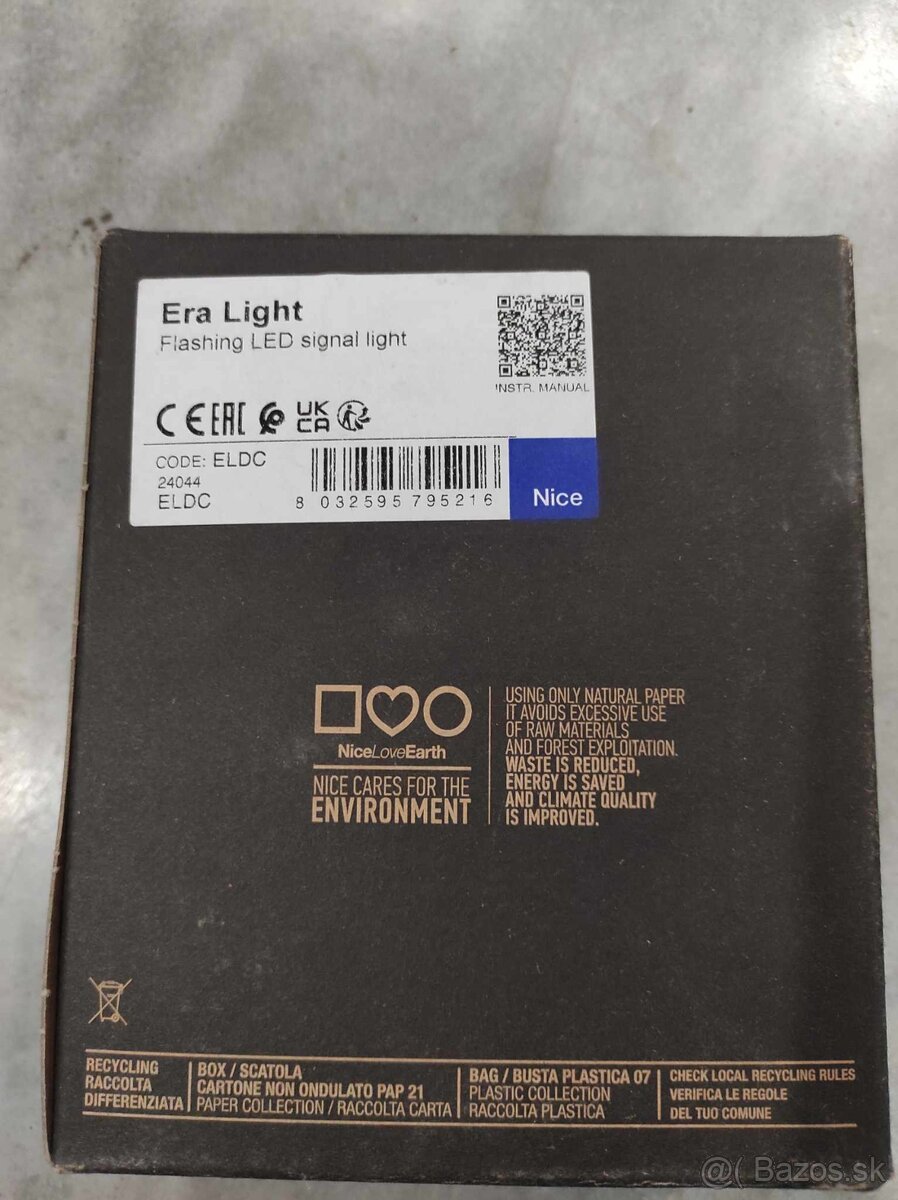 Era Light
Flashing LED signal light
INSTR. MANUAL
CE EAC UK CA
CODE: ELDC
24044
ELDC
8 032595 795216
Nice
NiceLoveEarth
NICE CARES FOR THE
ENVIRONMENT
USING ONLY NATURAL PAPER
IT AVOIDS EXCESSIVE USE
OF RAW MATERIALS
AND FOREST EXPLOITATION.
WASTE IS REDUCED,
ENERGY IS SAVED
AND CLIMATE QUALITY
IS IMPROVED.
RECYCLING
RACCOLTA
DIFFERENZIATA
BOX / SCATOLA
CARTONE NON ONDULATO PAP 21
PAPER COLLECTION / RACCOLTA CARTA
BAG / BUSTA PLASTICA 07
PLASTIC COLLECTION
RACCOLTA PLASTICA
CHECK LOCAL RECYCLING RULES
VERIFICA LE REGOLE
DEL TUO COMUNE
@( Bazos.sk